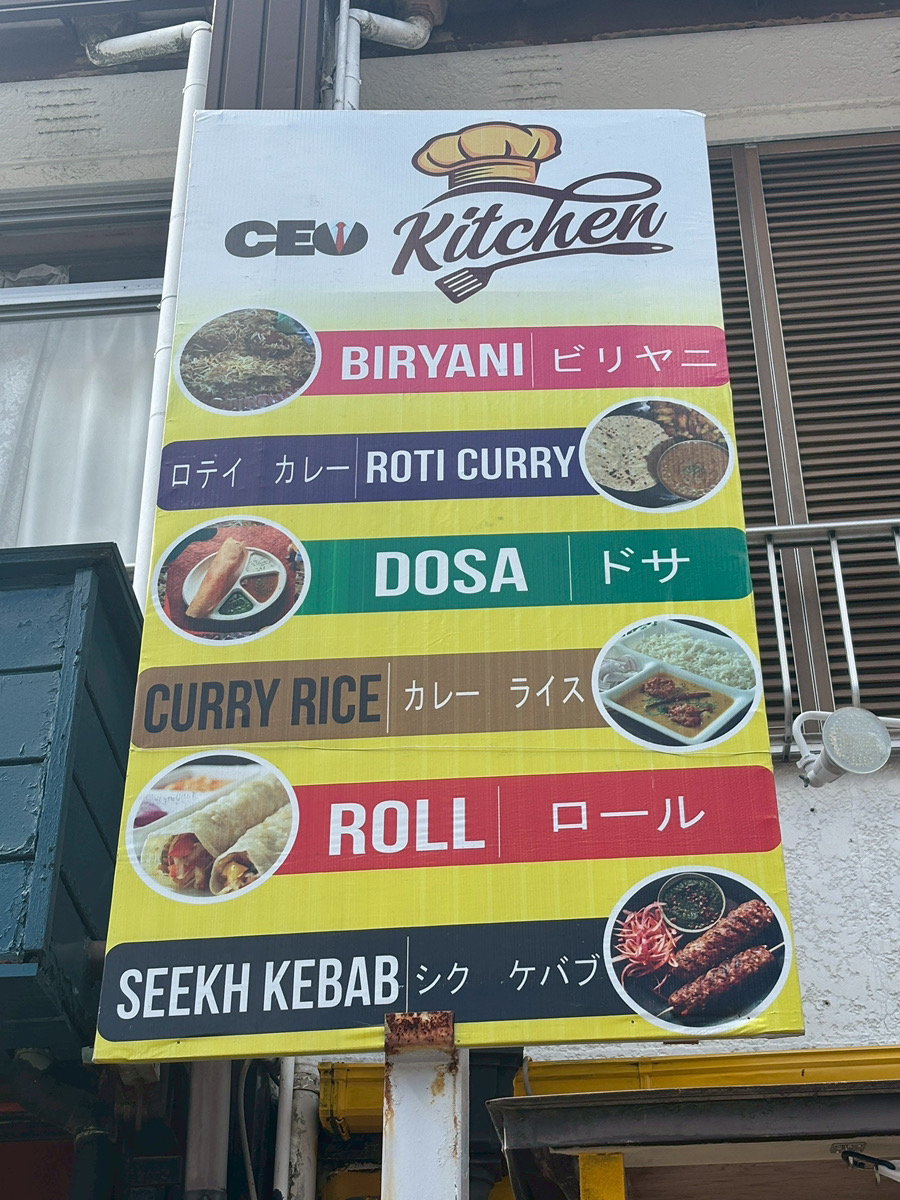 CEO Kitchen
BIRYANI ビリヤニ
ロテイ カレー ROTI CURRY
DOSA ドサ
CURRY RICE カレー ライス
ROLL ロール
SEEKH KEBAB シク ケバブ